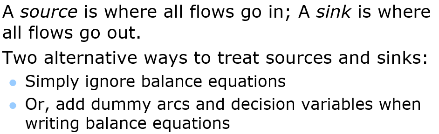 A source is where all flows go in; A sink is where
all flows go out.
Two alternative ways to treat sources and sinks:
• Simply ignore balance equations
• Or, add dummy arcs and decision variables when
writing balance equations